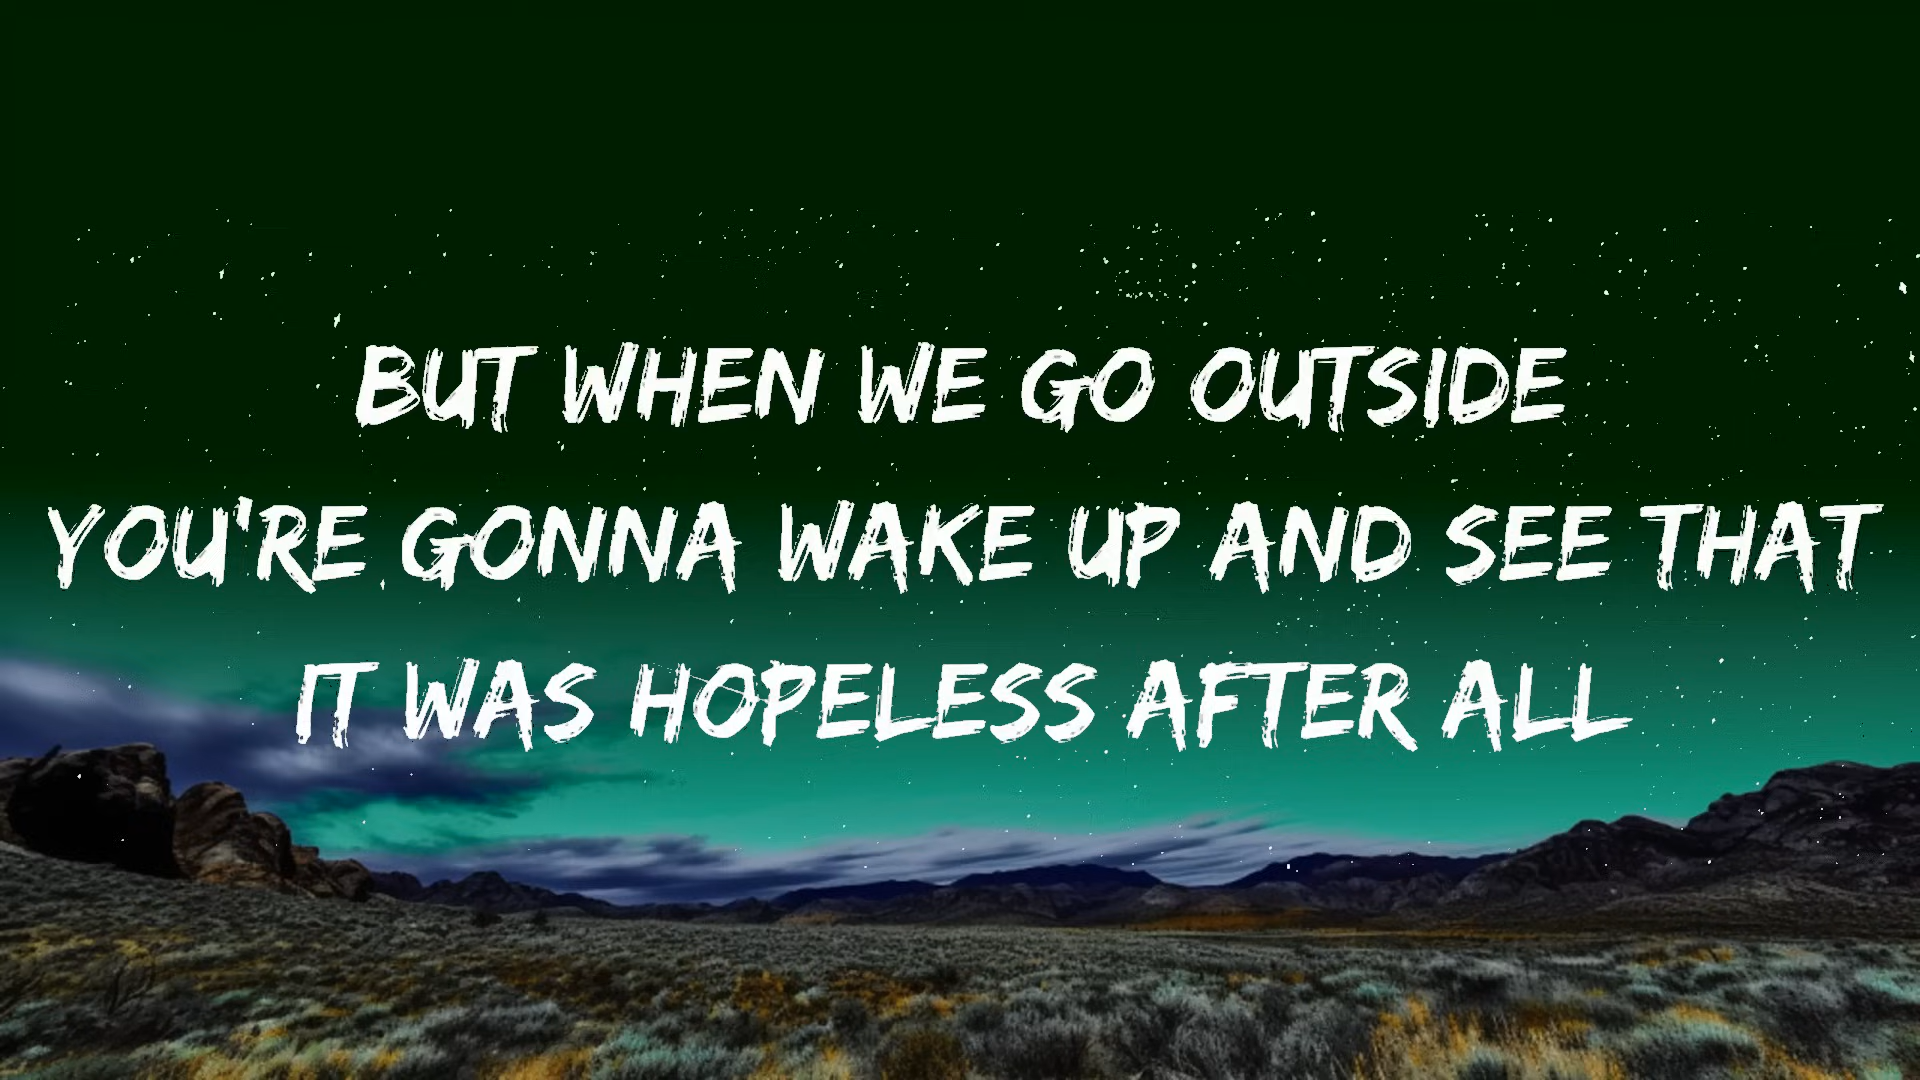 BUT WHEN WE GO OUTSIDE
YOU'RE GONNA WAKE UP AND SEE THAT
IT WAS HOPELESS AFTER ALL